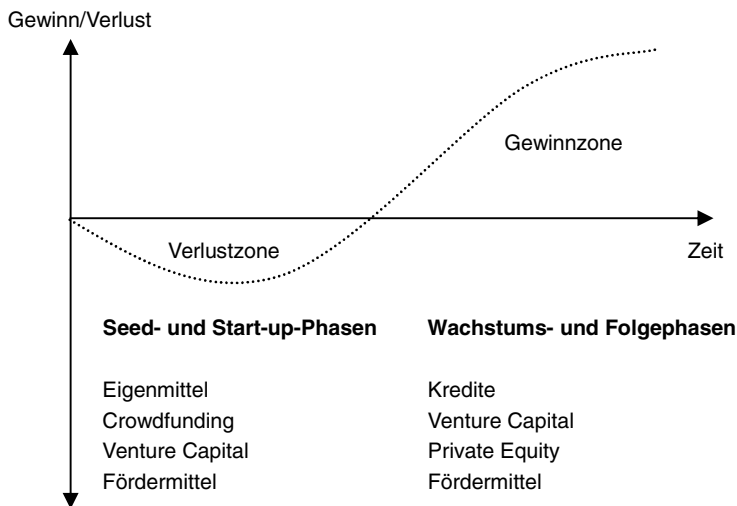 Gewinn/Verlust
Gewinnzone
Verlustzone
Zeit
Seed- und Start-up-Phasen
Eigenmittel
Crowdfunding
Venture Capital
Fördermittel
Wachstums- und Folgephasen
Kredite
Venture Capital
Private Equity
Fördermittel